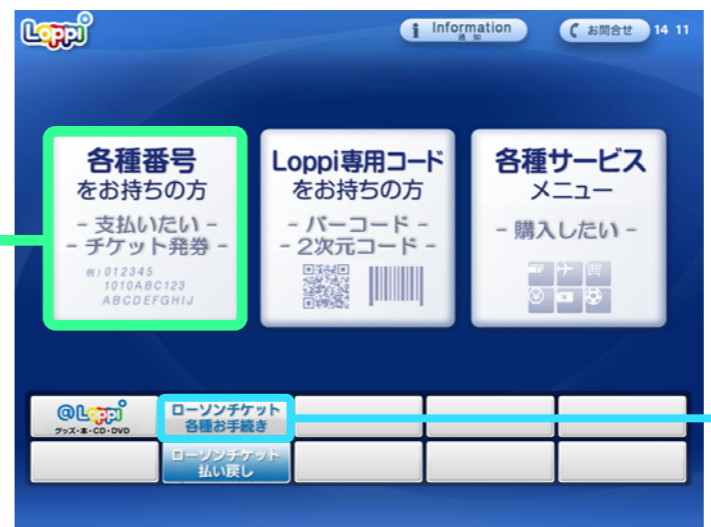 Loppi
Information
通知
お問合せ
14 11
各種番号
をお持ちの方
- 支払いたい -
- チケット発券 -
例) 012345
1010ABC123
ABCDEFGHIJ
Loppi専用コード
をお持ちの方
- バーコード -
- 2次元コード -
各種サービス
メニュー
- 購入したい -
@Loppi
グッズ・本・CD・DVD
ローソンチケット
各種お手続き
ローソンチケット
払い戻し